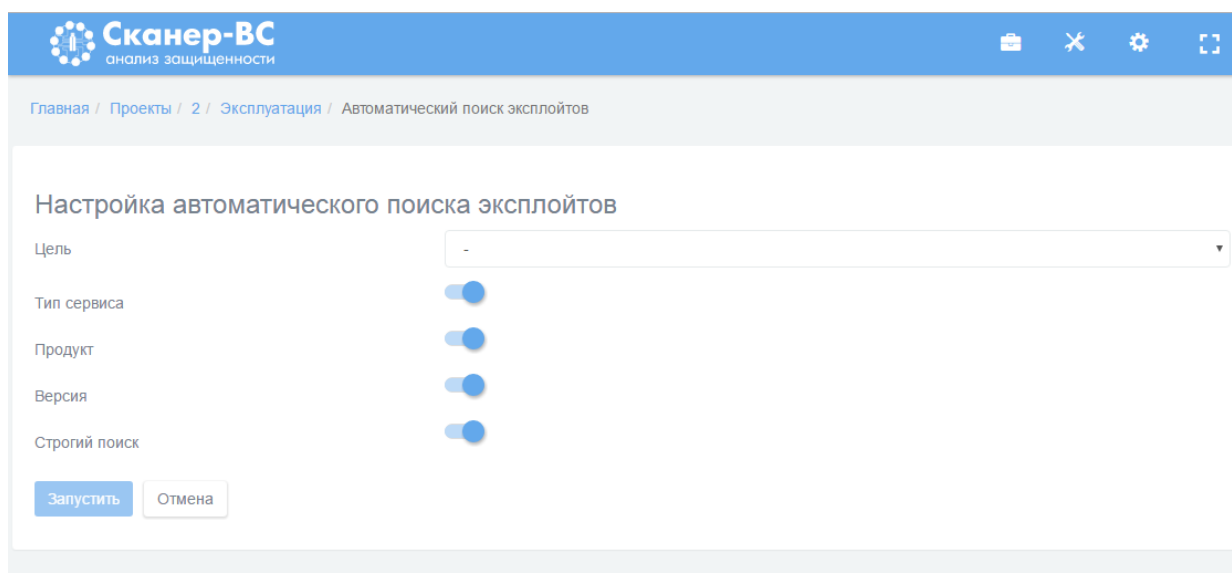 Сканер-ВС
анализ защищенности
Главная / Проекты / 2 / Эксплуатация / Автоматический поиск эксплойтов
Настройка автоматического поиска эксплойтов
Цель -
Тип сервиса
Продукт
Версия
Строгий поиск
Запустить Отмена